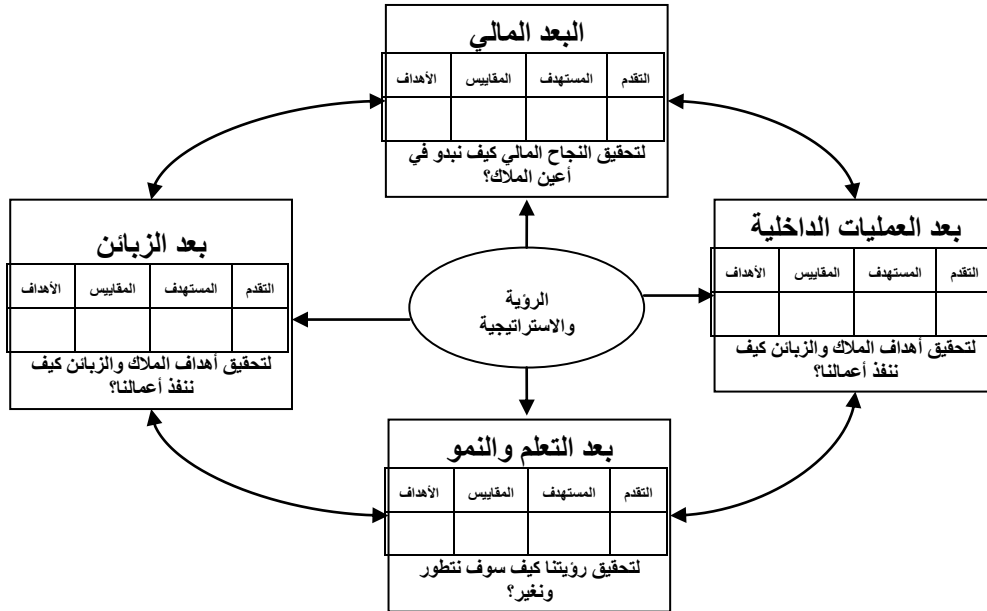 البعد المالي
التقدم المستهدف المقاييس الأهداف
لتحقيق النجاح المالي كيف نبدو في
أعين الملاك؟
بعد العمليات الداخلية
التقدم المستهدف المقاييس الأهداف
لتحقيق أهداف الملاك والزبائن كيف
ننفذ أعمالنا؟
الرؤية
والاستراتيجية
بعد الزبائن
التقدم المستهدف المقاييس الأهداف
لتحقيق أهداف الملاك والزبائن كيف
ننفذ أعمالنا؟
بعد التعلم والنمو
التقدم المستهدف المقاييس الأهداف
لتحقيق رؤيتنا كيف سوف نتطور
ونغير؟